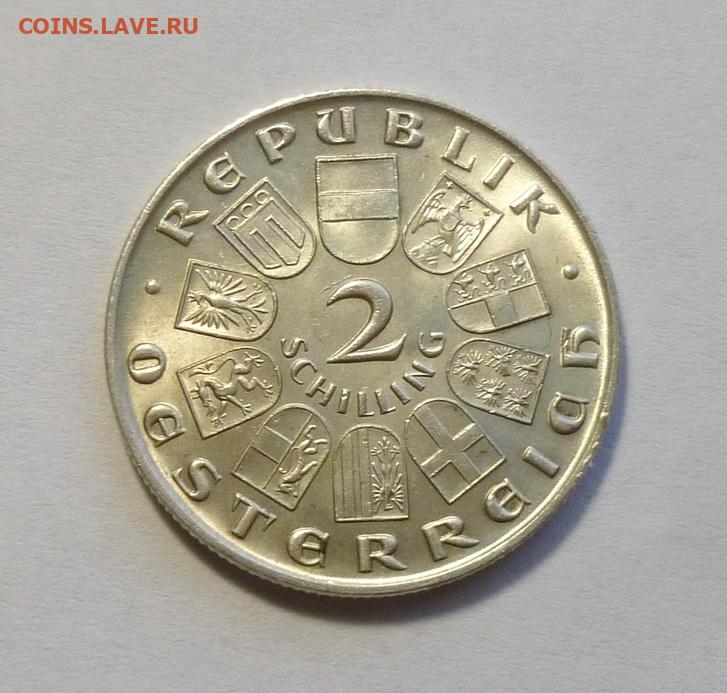 COINS.LAVE.RU
· REPUBLIK ·
2
SCHILLING
OESTERREICH